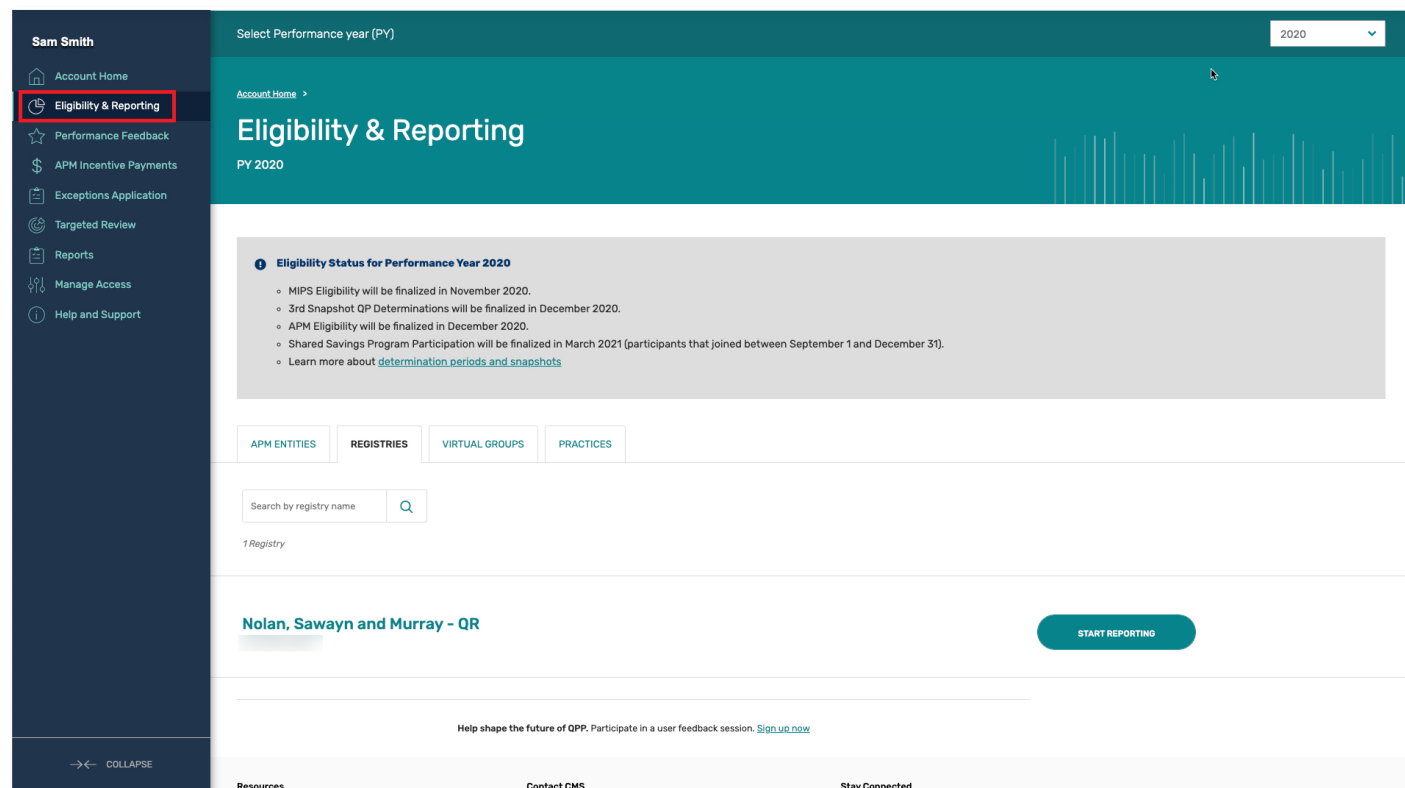 Sam Smith
Account Home
Eligibility & Reporting
Performance Feedback
APM Incentive Payments
Exceptions Application
Targeted Review
Reports
Manage Access
Help and Support
COLLAPSE
Select Performance year (PY)
2020
Account Home >
Eligibility & Reporting
PY 2020
Eligibility Status for Performance Year 2020
MIPS Eligibility will be finalized in November 2020.
3rd Snapshot QP Determinations will be finalized in December 2020.
APM Eligibility will be finalized in December 2020.
Shared Savings Program Participation will be finalized in March 2021 (participants that joined between September 1 and December 31).
Learn more about determination periods and snapshots
APM ENTITIES REGISTRIES VIRTUAL GROUPS PRACTICES
Search by registry name
1 Registry
Nolan, Sawayn and Murray - QR
START REPORTING
Help shape the future of QPP. Participate in a user feedback session. Sign up now
Resources Contact CMS Stay Connected